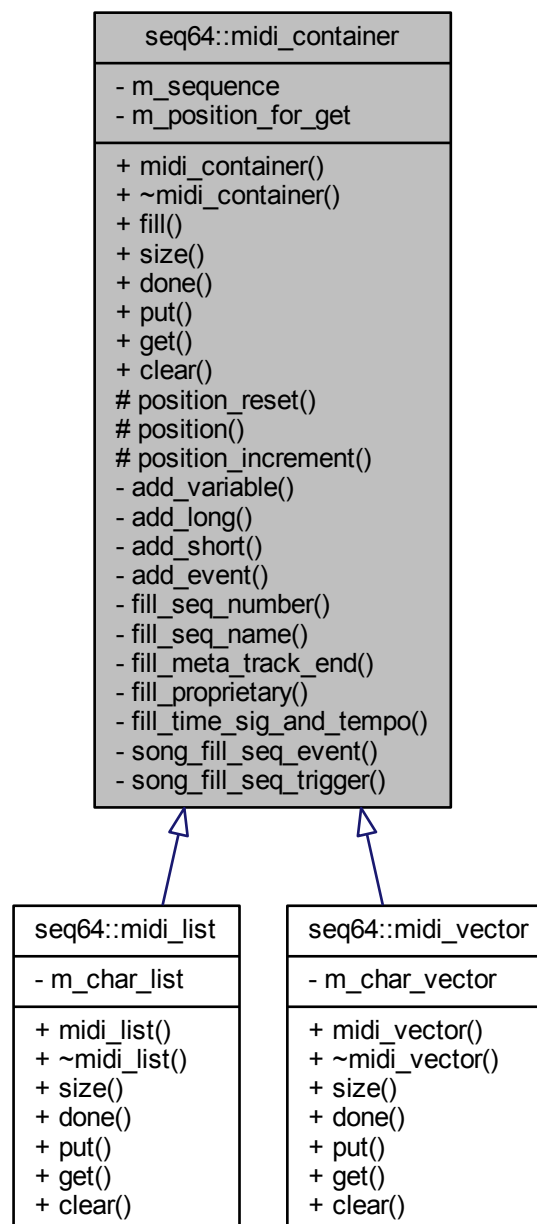 seq64::midi_container
- m_sequence
- m_position_for_get
+ midi_container()
+ ~midi_container()
+ fill()
+ size()
+ done()
+ put()
+ get()
+ clear()
# position_reset()
# position()
# position_increment()
- add_variable()
- add_long()
- add_short()
- add_event()
- fill_seq_number()
- fill_seq_name()
- fill_meta_track_end()
- fill_proprietary()
- fill_time_sig_and_tempo()
- song_fill_seq_event()
- song_fill_seq_trigger()
seq64::midi_list
- m_char_list
+ midi_list()
+ ~midi_list()
+ size()
+ done()
+ put()
+ get()
+ clear()
seq64::midi_vector
- m_char_vector
+ midi_vector()
+ ~midi_vector()
+ size()
+ done()
+ put()
+ get()
+ clear()